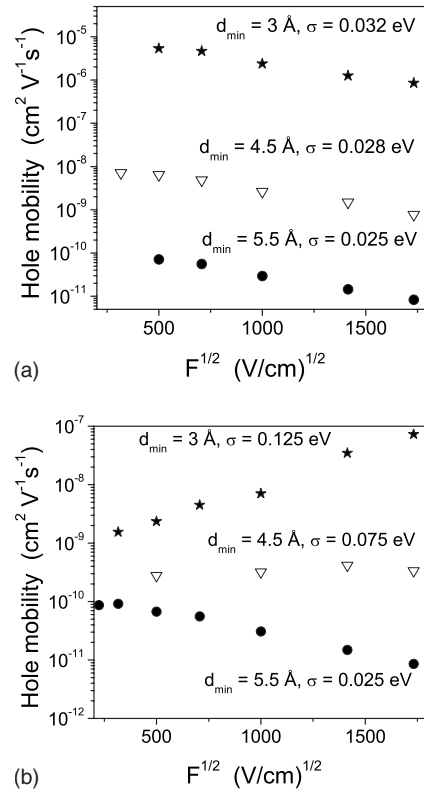 d_min = 3 Å, σ = 0.032 eV
10^-5
10^-6
10^-7
d_min = 4.5 Å, σ = 0.028 eV
10^-8
10^-9
d_min = 5.5 Å, σ = 0.025 eV
10^-10
10^-11
Hole mobility (cm^2 V^-1s^-1)
500 1000 1500
F^1/2 (V/cm)^1/2
(a)
10^-7
d_min = 3 Å, σ = 0.125 eV
10^-8
d_min = 4.5 Å, σ = 0.075 eV
10^-9
10^-10
10^-11
d_min = 5.5 Å, σ = 0.025 eV
10^-12
Hole mobility (cm^2 V^-1s^-1)
500 1000 1500
F^1/2 (V/cm)^1/2
(b)